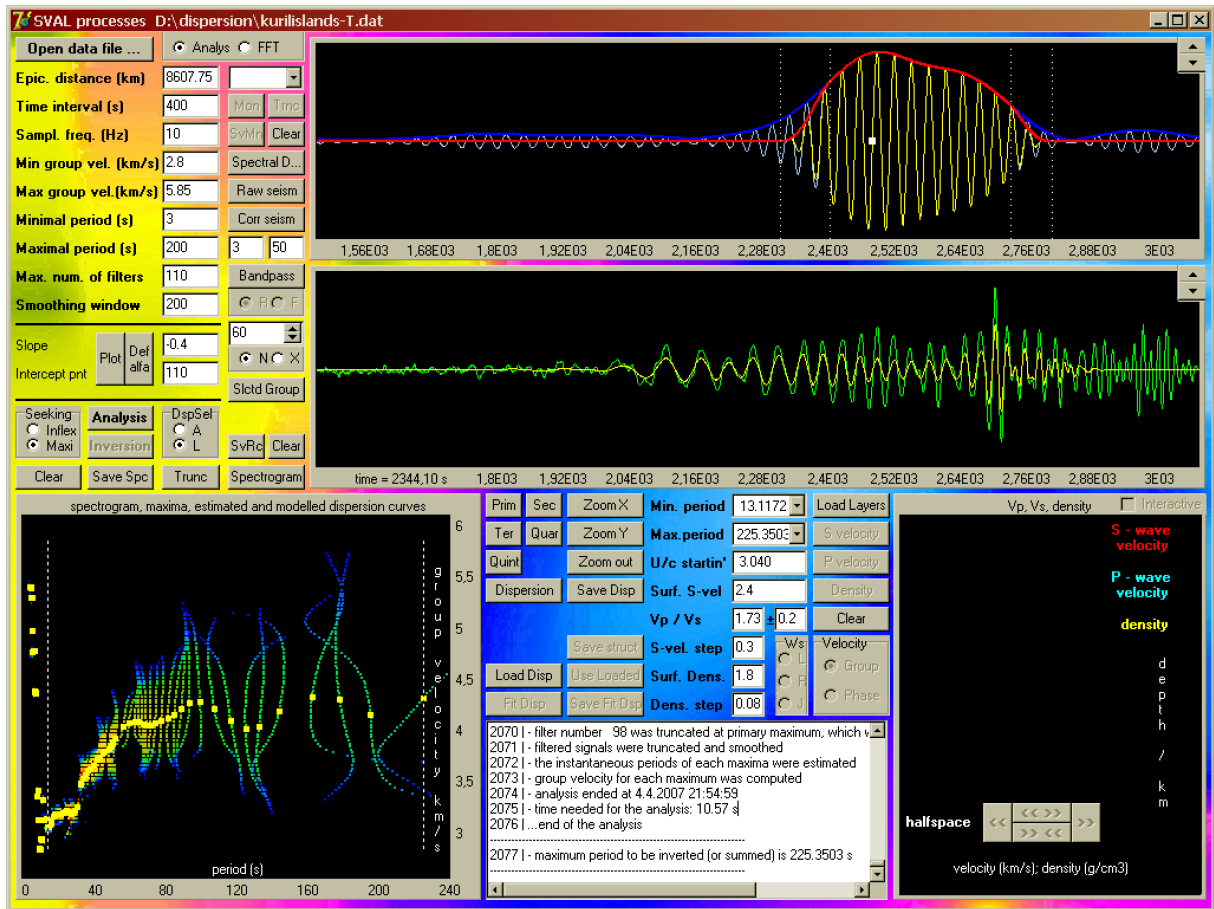 SVAL processes D:\dispersion\kurilislands-T.dat
Open data file ...
Analys FFT
Epic. distance (km) 8607.75
Time interval (s) 400 Mon Trnc
Sampl. freq. (Hz) 10 SvMn Clear
Min group vel. (km/s) 2.8 Spectral D...
Max group vel.(km/s) 5.85 Raw seism
Minimal period (s) 3 Corr seism
Maximal period (s) 200 3 50
Max. num. of filters 110 Bandpass
Smoothing window 200 R F
60
Slope -0.4
Plot Def alfa
N X
Intercept pnt 110
Slctd Group
Seeking Inflex Maxi
Analysis
Inversion
DspSel A L
SvRc Clear
Clear Save Spc Trunc Spectrogram
1,56E03 1,68E03 1,8E03 1,92E03 2,04E03 2,16E03 2,28E03 2,4E03 2,52E03 2,64E03 2,76E03 2,88E03 3E03
time = 2344,10 s 1,8E03 1,92E03 2,04E03 2,16E03 2,28E03 2,4E03 2,52E03 2,64E03 2,76E03 2,88E03 3E03
spectrogram, maxima, estimated and modelled dispersion curves
6
5,5
5
4,5
4
3,5
3
group velocity km/s
period (s)
0 40 80 120 160 200 240
Prim Sec Zoom X Min. period 13.1172 Load Layers
Ter Quar Zoom Y Max.period 225.3503 S velocity
Quint Zoom out U/c startin' 3.040 P velocity
Dispersion Save Disp Surf. S-vel 2.4 Density
Vp / Vs 1.73 ± 0.2 Clear
Save struct S-vel. step 0.3 Ws Velocity
Load Disp Use Loaded Surf. Dens. 1.8 L R J Group
Fit Disp Save Fit Dsp Dens. step 0.08 Phase
2070 | - filter number 98 was truncated at primary maximum, which
2071 | - filtered signals were truncated and smoothed
2072 | - the instantaneous periods of each maxima were estimated
2073 | - group velocity for each maximum was computed
2074 | - analysis ended at 4.4.2007 21:54:59
2075 | - time needed for the analysis: 10.57 s
2076 | ...end of the analysis
2077 | - maximum period to be inverted (or summed) is 225.3503 s
Vp, Vs, density Interactive
S - wave
velocity
P - wave
velocity
density
depth / km
halfspace << << >> >> << >>
velocity (km/s); density (g/cm3)